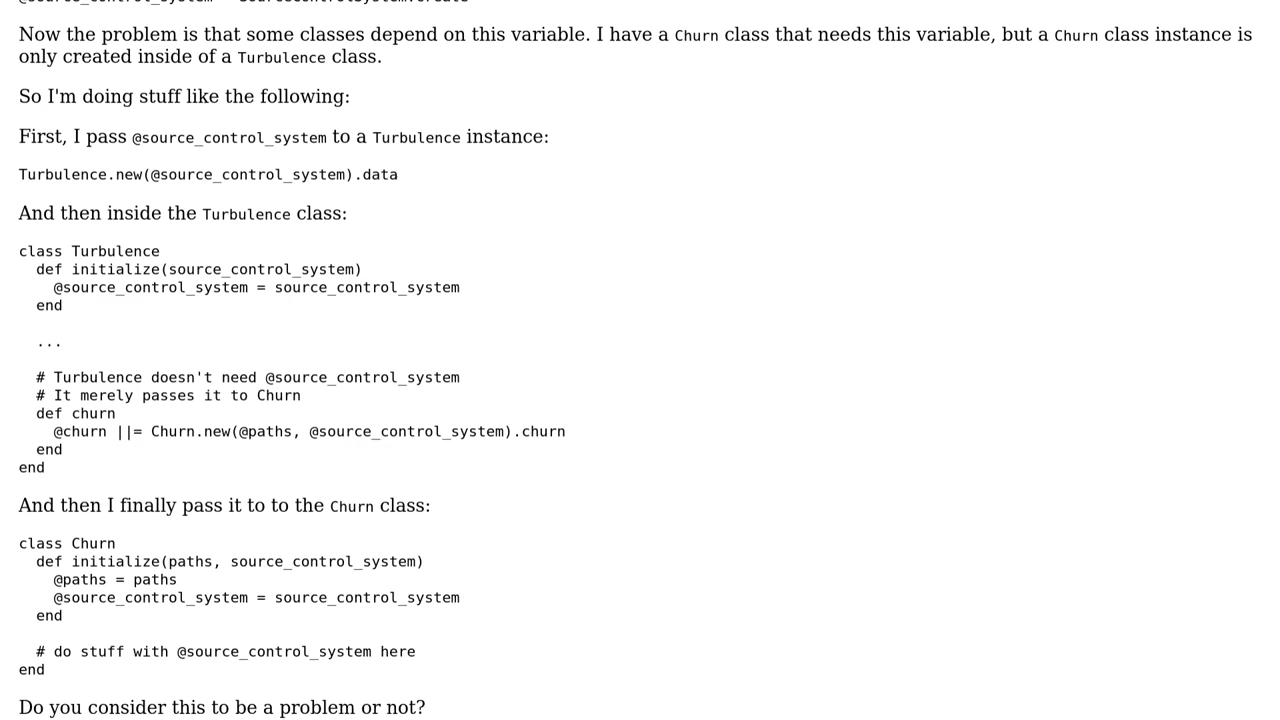 Now the problem is that some classes depend on this variable. I have a Churn class that needs this variable, but a Churn class instance is
only created inside of a Turbulence class.
So I'm doing stuff like the following:
First, I pass @source_control_system to a Turbulence instance:
Turbulence.new(@source_control_system).data
And then inside the Turbulence class:
class Turbulence
  def initialize(source_control_system)
    @source_control_system = source_control_system
  end
  ...
  # Turbulence doesn't need @source_control_system
  # It merely passes it to Churn
  def churn
    @churn ||= Churn.new(@paths, @source_control_system).churn
  end
end
And then I finally pass it to to the Churn class:
class Churn
  def initialize(paths, source_control_system)
    @paths = paths
    @source_control_system = source_control_system
  end
  # do stuff with @source_control_system here
end
Do you consider this to be a problem or not?